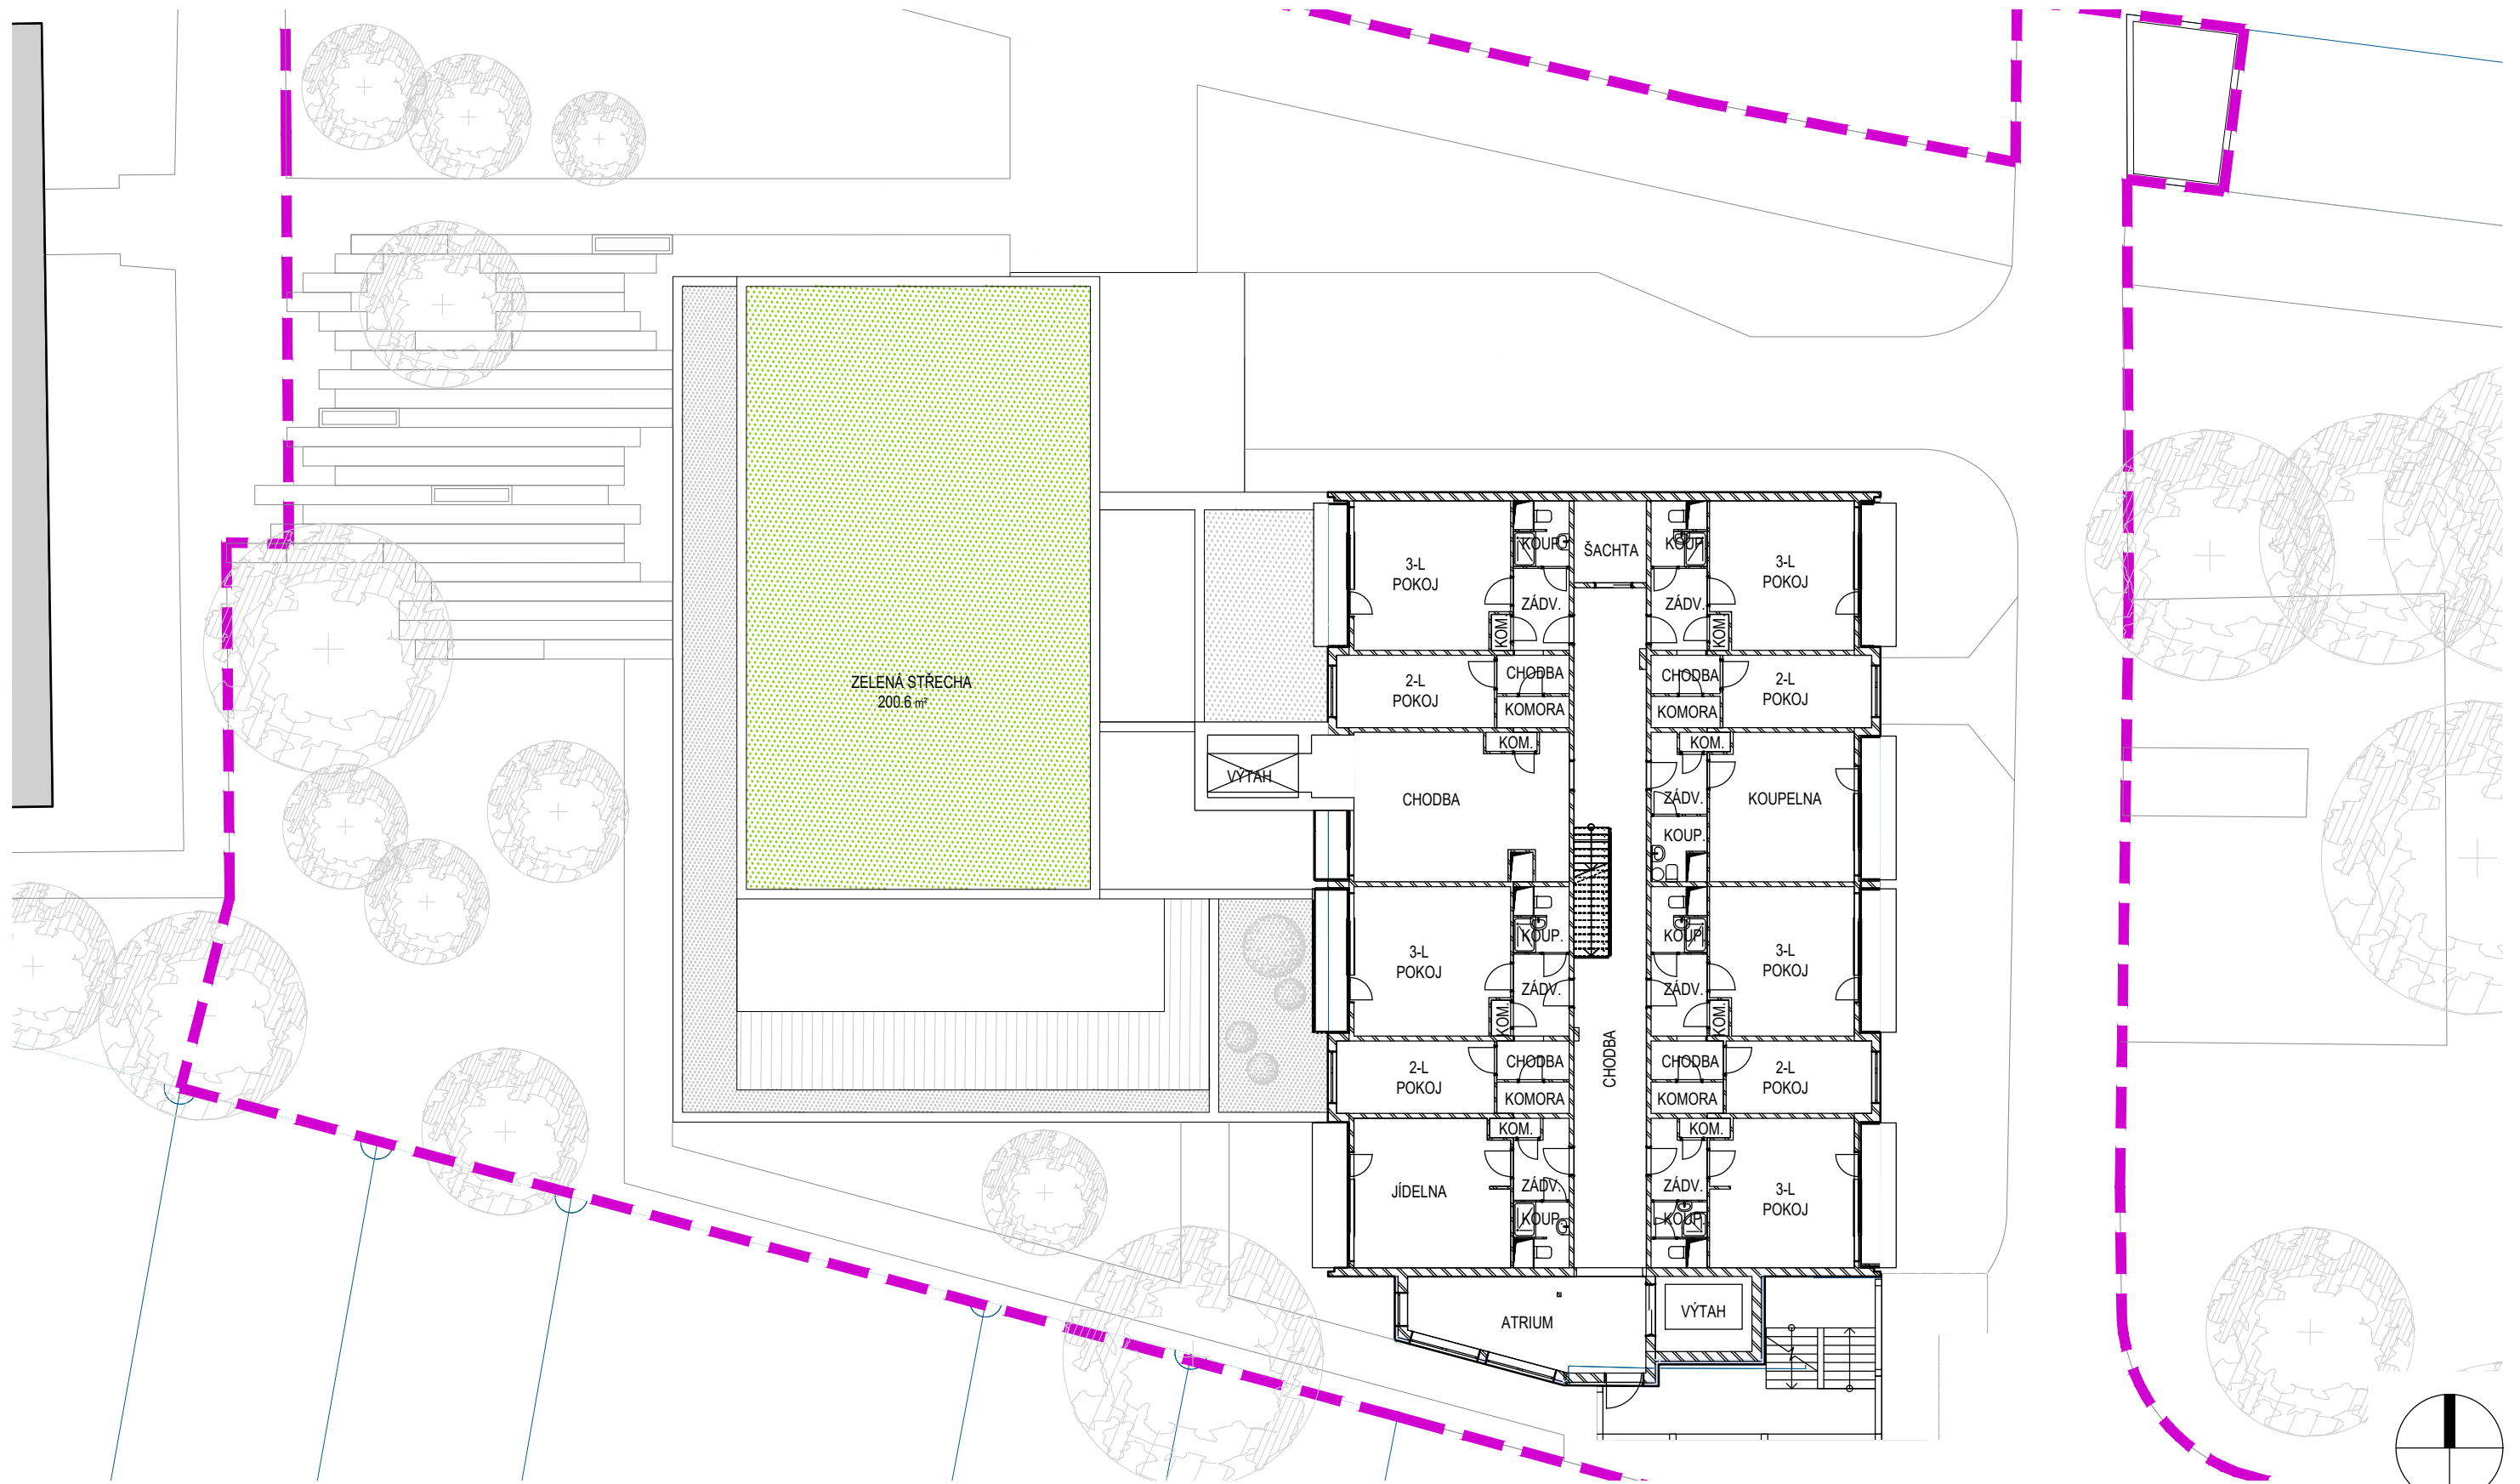 KOUP.
ŠACHTA
KOUP.
3-L
POKOJ
3-L
POKOJ
ZÁDV.
ZÁDV.
KOM.
KOM.
CHODBA
CHODBA
2-L
POKOJ
2-L
POKOJ
ZELENÁ STŘECHA
200.6 m²
KOMORA
KOMORA
KOM.
KOM.
VÝTAH
CHODBA
ZÁDV.
KOUPELNA
KOUP.
KOUP.
KOUP.
3-L
POKOJ
3-L
POKOJ
ZÁDV.
ZÁDV.
KOM.
KOM.
CHODBA
CHODBA
CHODBA
2-L
POKOJ
2-L
POKOJ
KOMORA
KOMORA
KOM.
KOM.
JÍDELNA
ZÁDV.
ZÁDV.
3-L
POKOJ
KOUP.
KOUP.
ATRIUM
VÝTAH